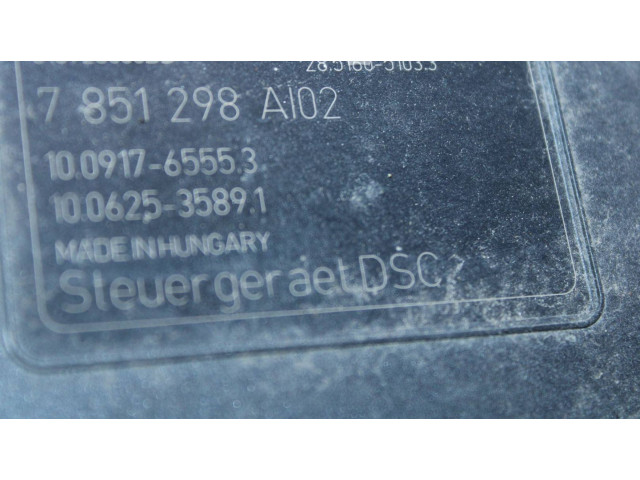 28.5160-5103.3
7 851 298 AI02
10.0917-6555.3
10.0625-3589.1
MADE IN HUNGARY
Steuergeraet DSC